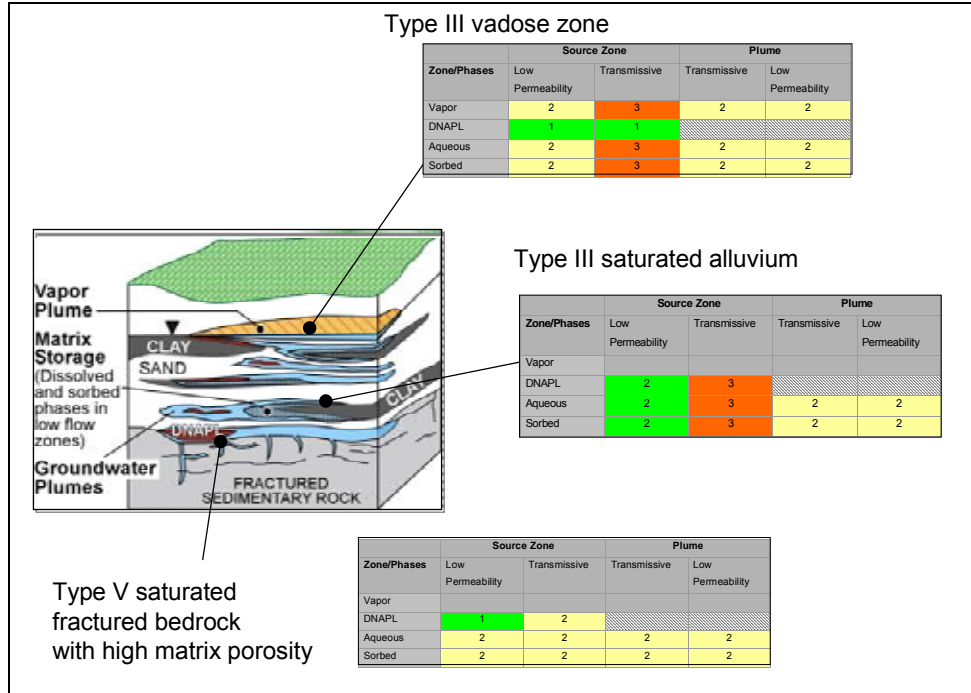 Type III vadose zone
Source Zone Plume
Zone/Phases Low Permeability Transmissive Transmissive Low Permeability
Vapor 2 3 2 2
DNAPL 1 1
Aqueous 2 3 2 2
Sorbed 2 3 2 2
Vapor
Plume
Matrix
Storage
(Dissolved
and sorbed
phases in
low flow
zones)
Groundwater
Plumes
CLAY
SAND
CLAY
DNAPL
FRACTURED
SEDIMENTARY ROCK
Type III saturated alluvium
Source Zone Plume
Zone/Phases Low Permeability Transmissive Transmissive Low Permeability
Vapor
DNAPL 2 3
Aqueous 2 3 2 2
Sorbed 2 3 2 2
Type V saturated
fractured bedrock
with high matrix porosity
Source Zone Plume
Zone/Phases Low Permeability Transmissive Transmissive Low Permeability
Vapor
DNAPL 1 2
Aqueous 2 2 2 2
Sorbed 2 2 2 2